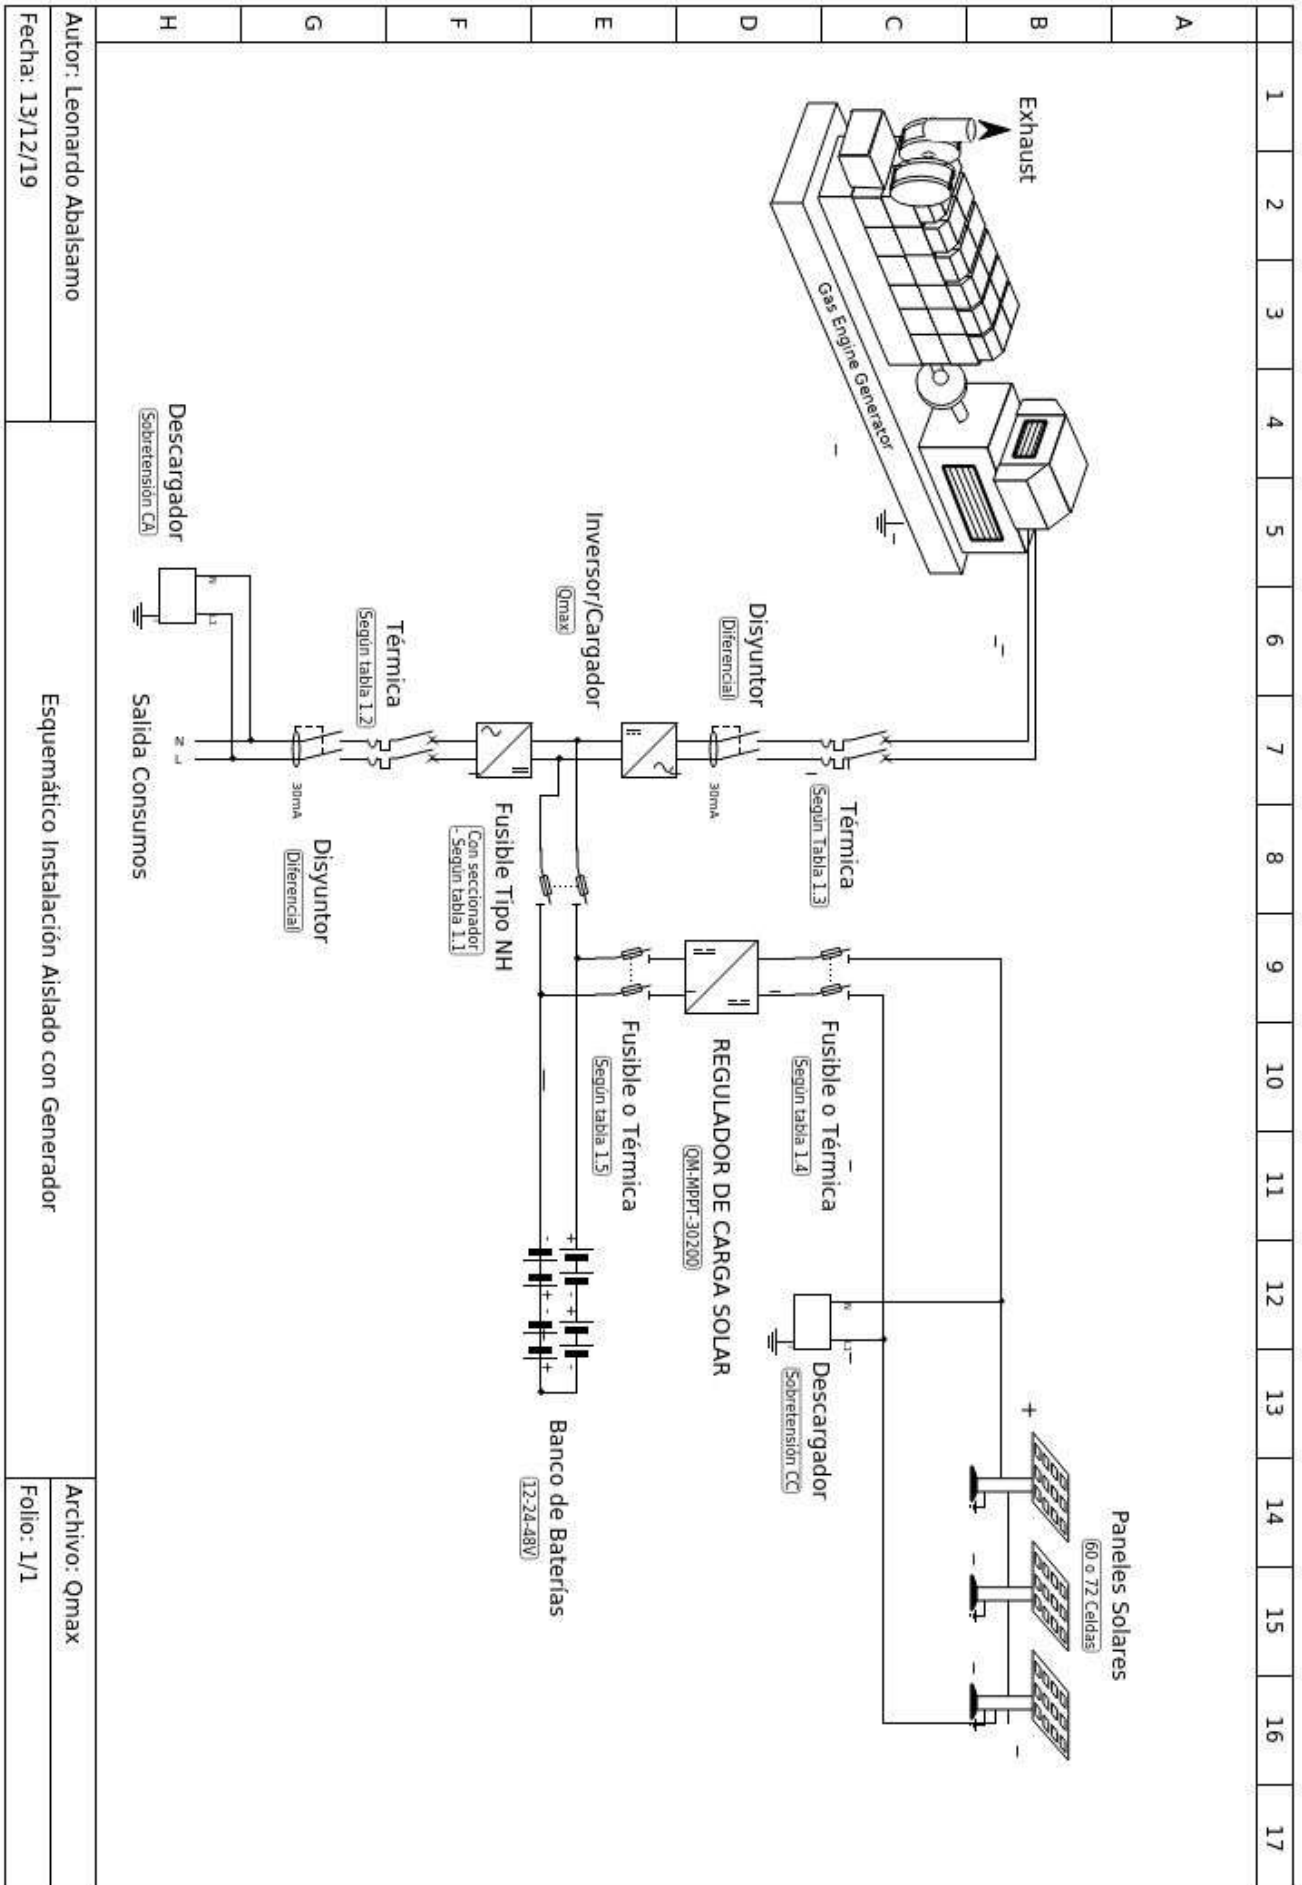 1
2
3
4
5
6
7
8
9
10
11
12
13
14
15
16
17
A
B
C
D
E
F
G
H
Exhaust
Gas Engine Generator
Paneles Solares
60 o 72 Celdas
+
-
Térmica
Según Tabla 1.3
Fusible o Térmica
Según tabla 1.4
Descargador
Sobretensión CC
N
L1
Disyuntor
Diferencial
30mA
REGULADOR DE CARGA SOLAR
QM-MPPT-30200
Inversor/Cargador
Qmax
Fusible o Térmica
Según tabla 1.5
Banco de Baterías
12-24-48V
+ - + -
- + - +
Fusible Tipo NH
Con seccionador
- Según tabla 1.1
Térmica
Según tabla 1.2
Disyuntor
Diferencial
30mA
Descargador
Sobretensión CA
N
L1
N
L
Salida Consumos
Autor: Leonardo Abalsamo
Fecha: 13/12/19
Esquemático Instalación Aislado con Generador
Archivo: Qmax
Folio: 1/1